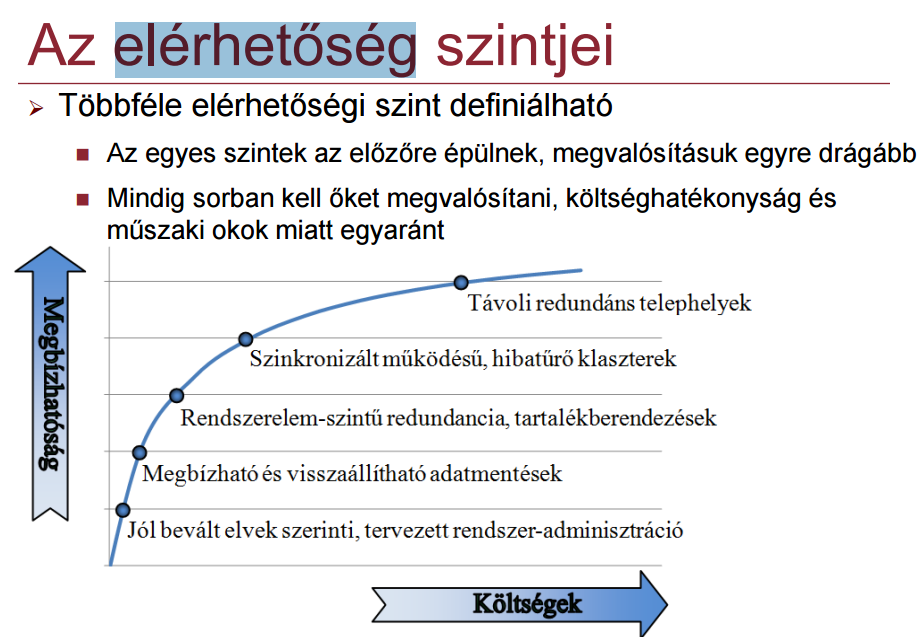 Az elérhetőség szintjei
Többféle elérhetőségi szint definiálható
Az egyes szintek az előzőre épülnek, megvalósításuk egyre drágább
Mindig sorban kell őket megvalósítani, költséghatékonyság és
műszaki okok miatt egyaránt
Megbízhatóság
Távoli redundáns telephelyek
Szinkronizált működésű, hibatűrő klaszterek
Rendszerelem-szintű redundancia, tartalékberendezések
Megbízható és visszaállítható adatmentések
Jól bevált elvek szerinti, tervezett rendszer-adminisztráció
Költségek